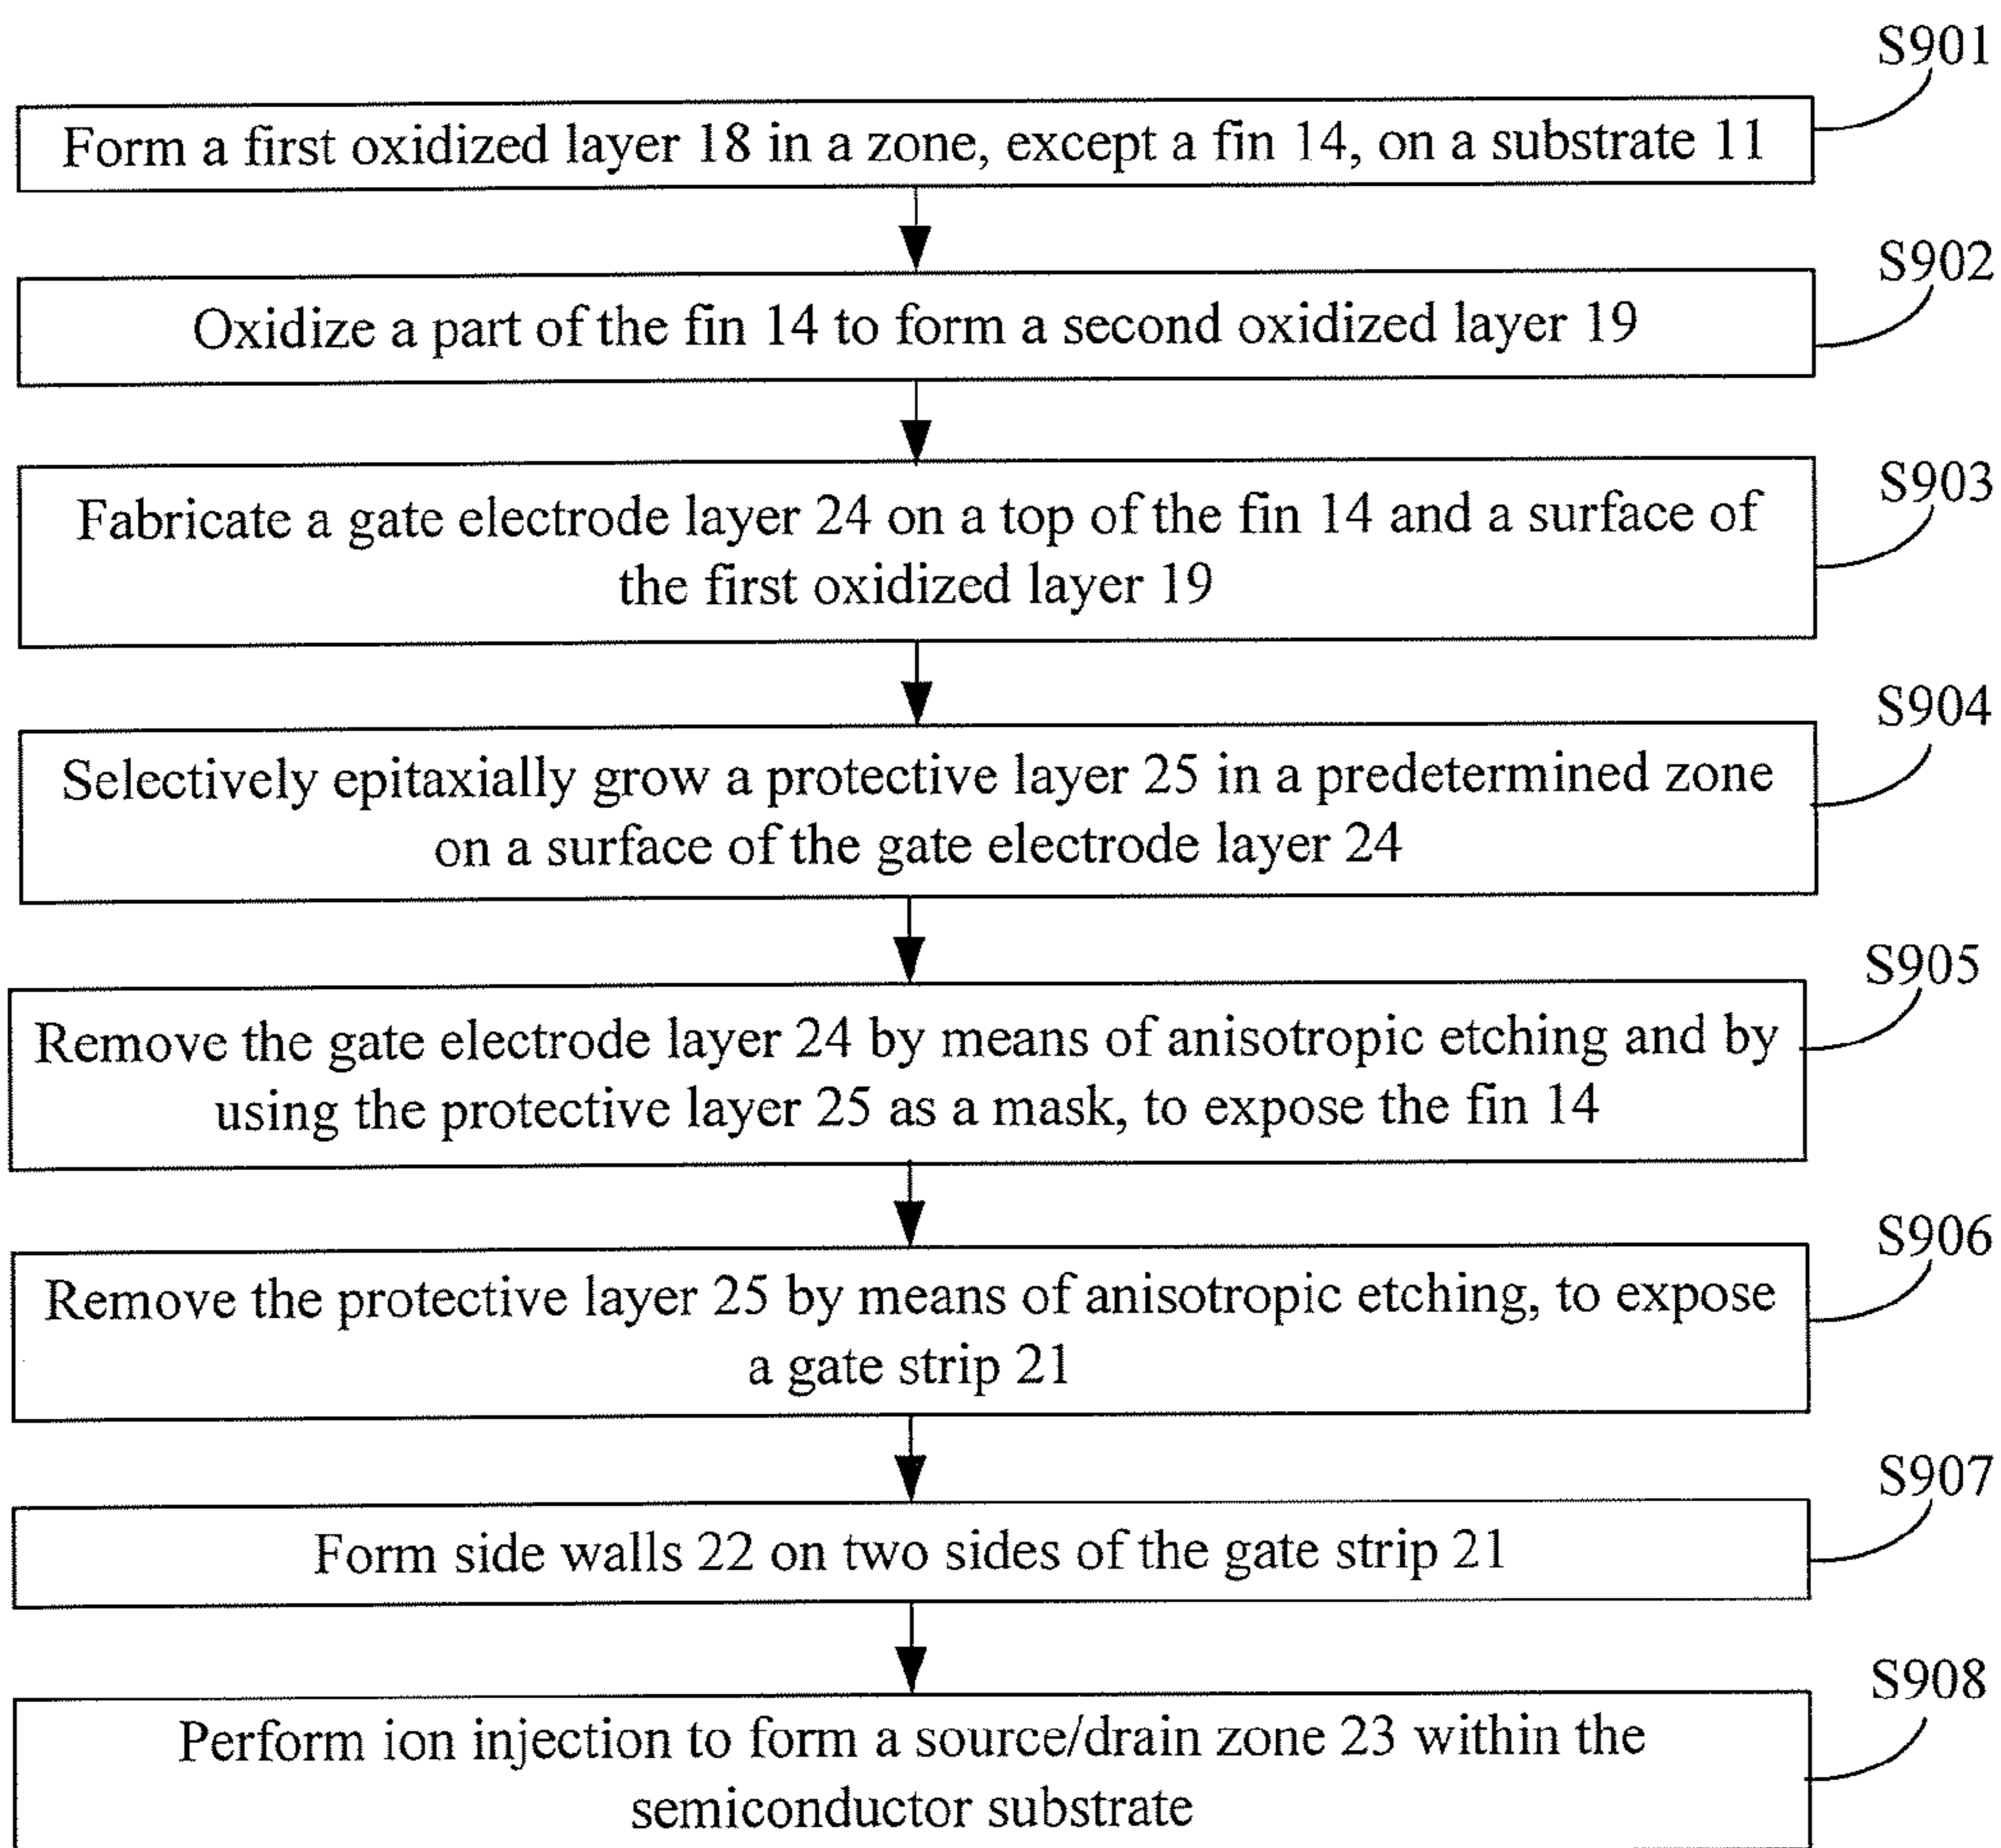 S901
Form a first oxidized layer 18 in a zone, except a fin 14, on a substrate 11
S902
Oxidize a part of the fin 14 to form a second oxidized layer 19
S903
Fabricate a gate electrode layer 24 on a top of the fin 14 and a surface of
the first oxidized layer 19
S904
Selectively epitaxially grow a protective layer 25 in a predetermined zone
on a surface of the gate electrode layer 24
S905
Remove the gate electrode layer 24 by means of anisotropic etching and by
using the protective layer 25 as a mask, to expose the fin 14
S906
Remove the protective layer 25 by means of anisotropic etching, to expose
a gate strip 21
S907
Form side walls 22 on two sides of the gate strip 21
S908
Perform ion injection to form a source/drain zone 23 within the
semiconductor substrate